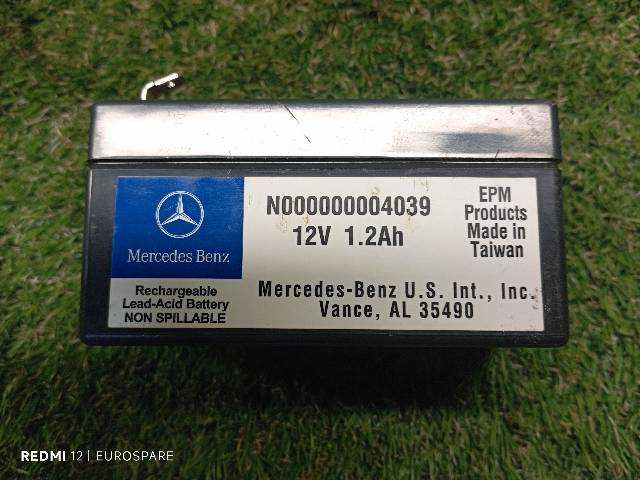 Mercedes Benz
Rechargeable
Lead-Acid Battery
NON SPILLABLE
N000000004039
12V 1.2Ah
EPM
Products
Made in
Taiwan
Mercedes-Benz U.S. Int., Inc.
Vance, AL 35490
REDMI 12 | EUROSPARE